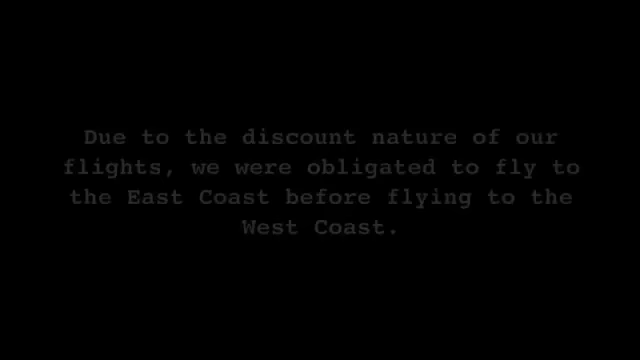 Due to the discount nature of our
flights, we were obligated to fly to
the East Coast before flying to the
West Coast.